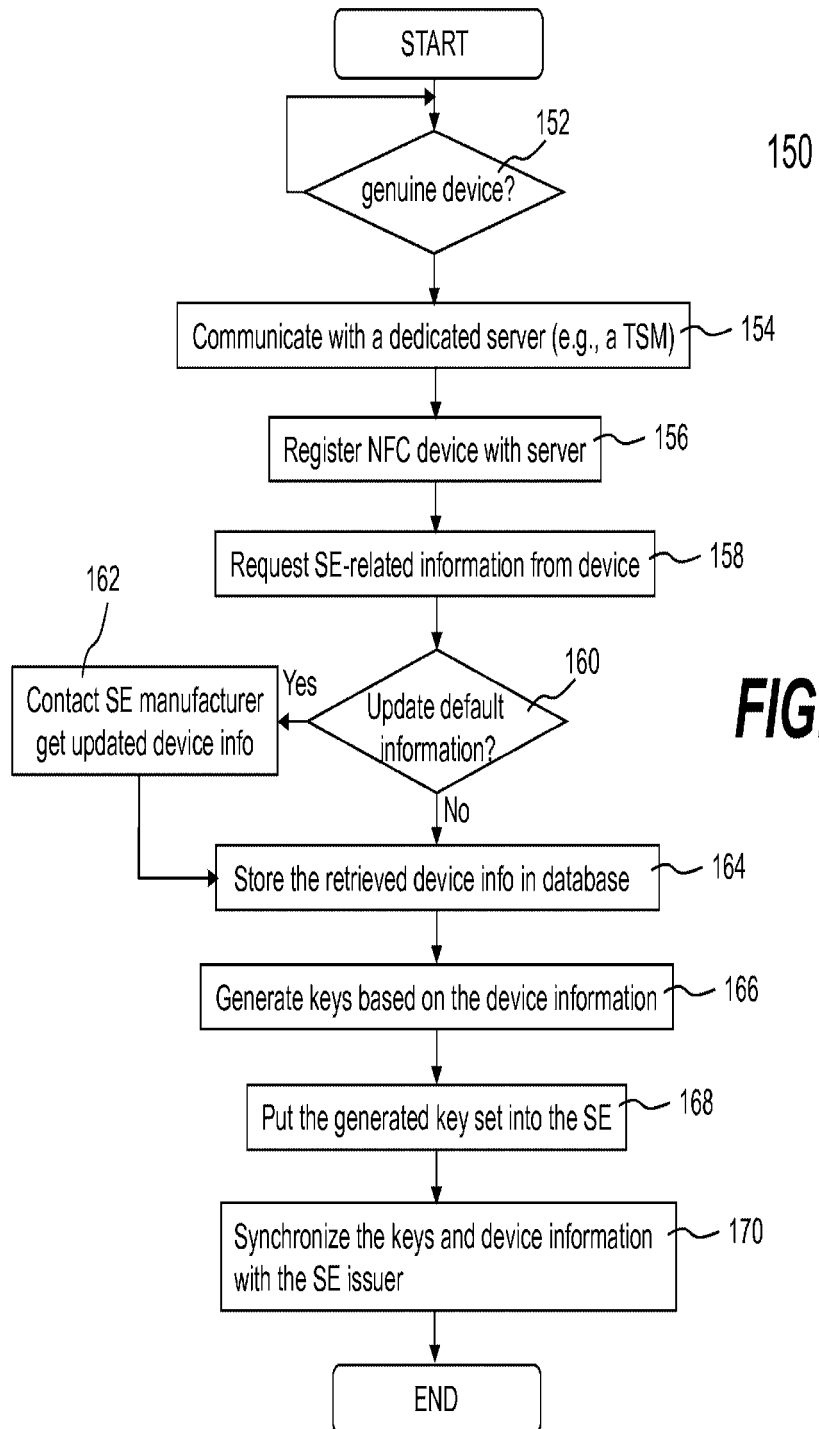 START
152
150
genuine device?
Communicate with a dedicated server (e.g., a TSM)
154
Register NFC device with server
156
Request SE-related information from device
158
162
160
Contact SE manufacturer
get updated device info
Yes
Update default
information?
FIG.
No
Store the retrieved device info in database
164
Generate keys based on the device information
166
Put the generated key set into the SE
168
Synchronize the keys and device information
with the SE issuer
170
END